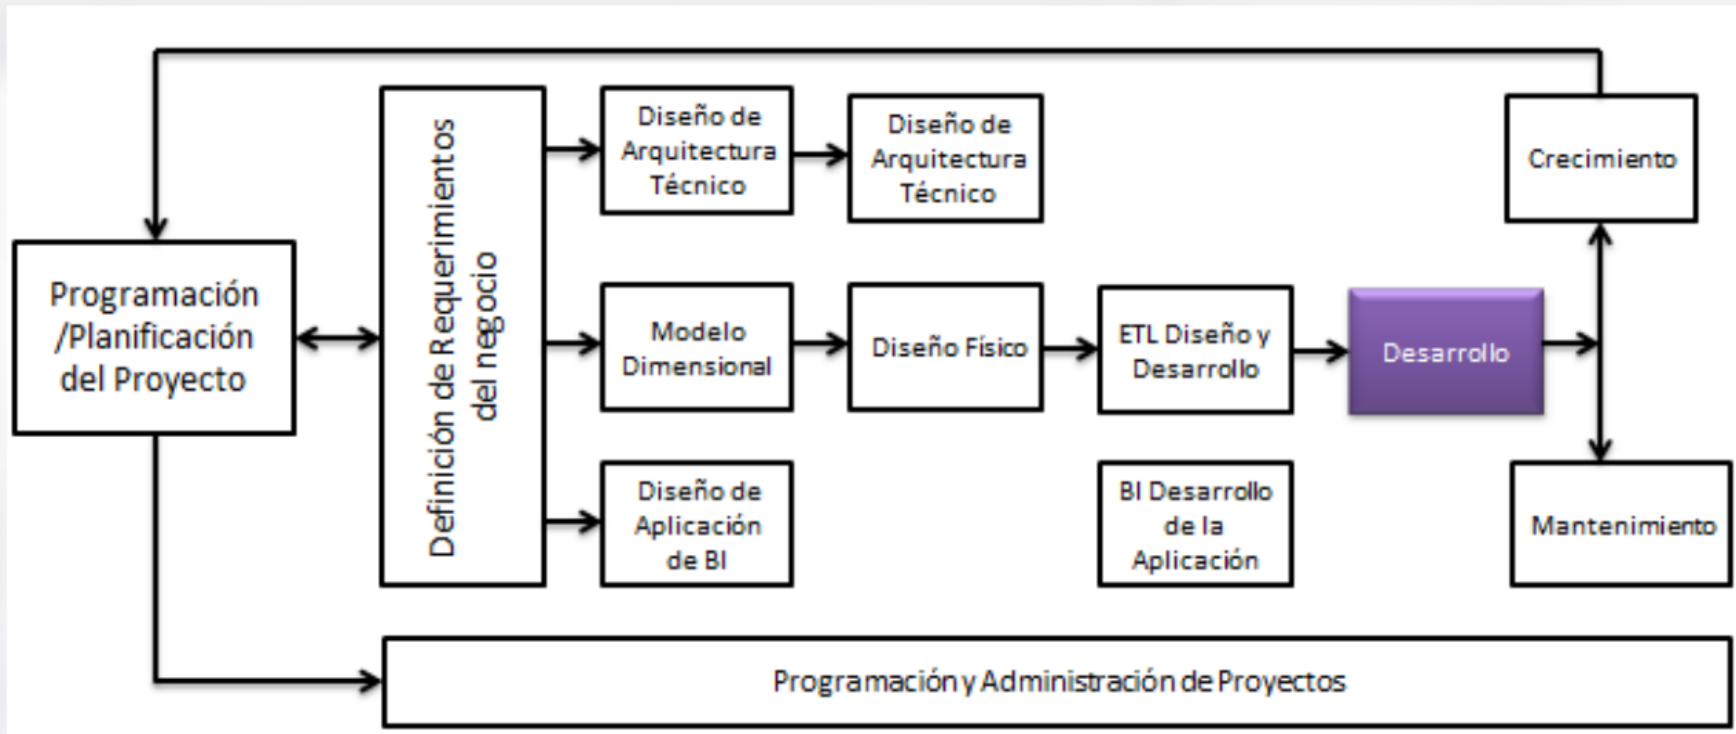 Programación
/Planificación
del Proyecto
Definición de Requerimientos
del negocio
Diseño de
Arquitectura
Técnico
Diseño de
Arquitectura
Técnico
Crecimiento
Modelo
Dimensional
Diseño Físico
ETL Diseño y
Desarrollo
Desarrollo
Diseño de
Aplicación
de BI
BI Desarrollo
de la
Aplicación
Mantenimiento
Programación y Administración de Proyectos